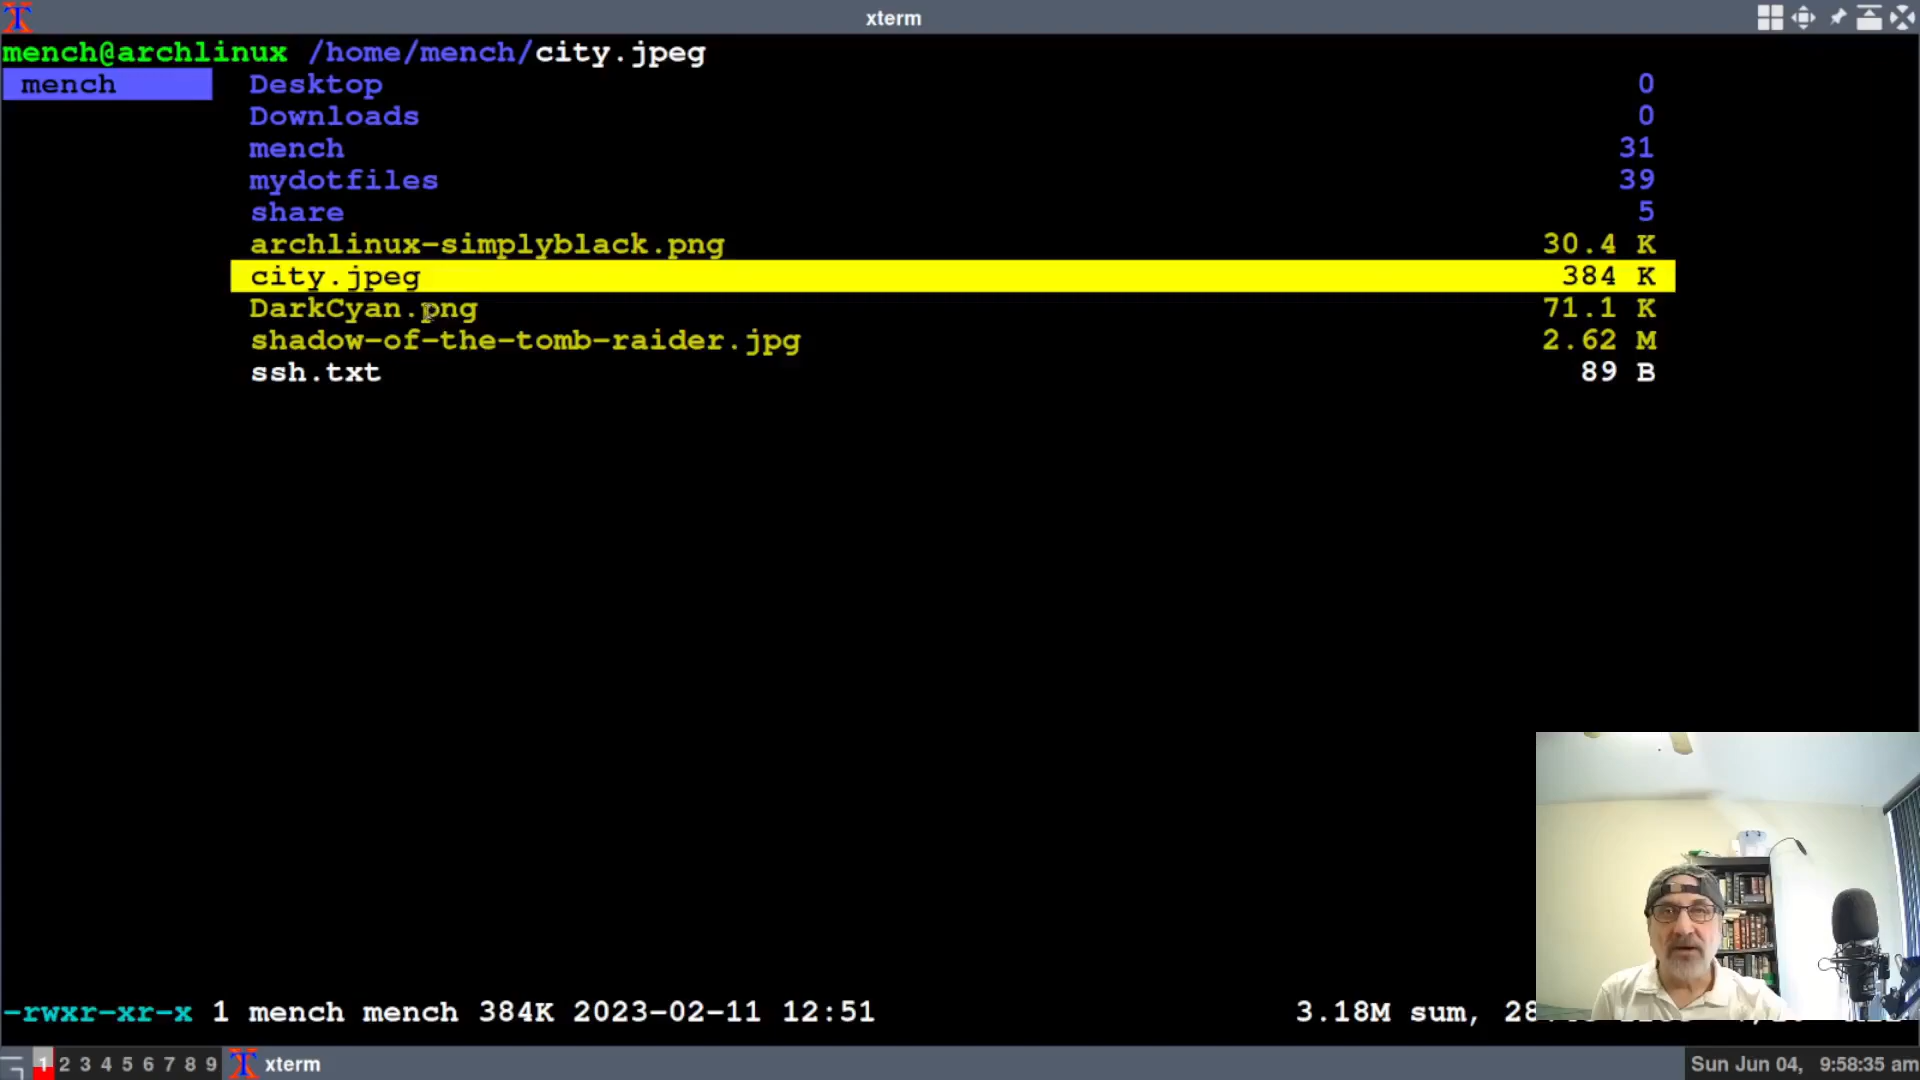 xterm
mench@archlinux /home/mench/city.jpeg
mench Desktop 0
Downloads 0
mench 31
mydotfiles 39
share 5
archlinux-simplyblack.png 30.4 K
city.jpeg 384 K
DarkCyan.png 71.1 K
shadow-of-the-tomb-raider.jpg 2.62 M
ssh.txt 89 B
-rwxr-xr-x 1 mench mench 384K 2023-02-11 12:51 3.18M sum,
1 2 3 4 5 6 7 8 9 xterm Sun Jun 04, 9:58:35 am